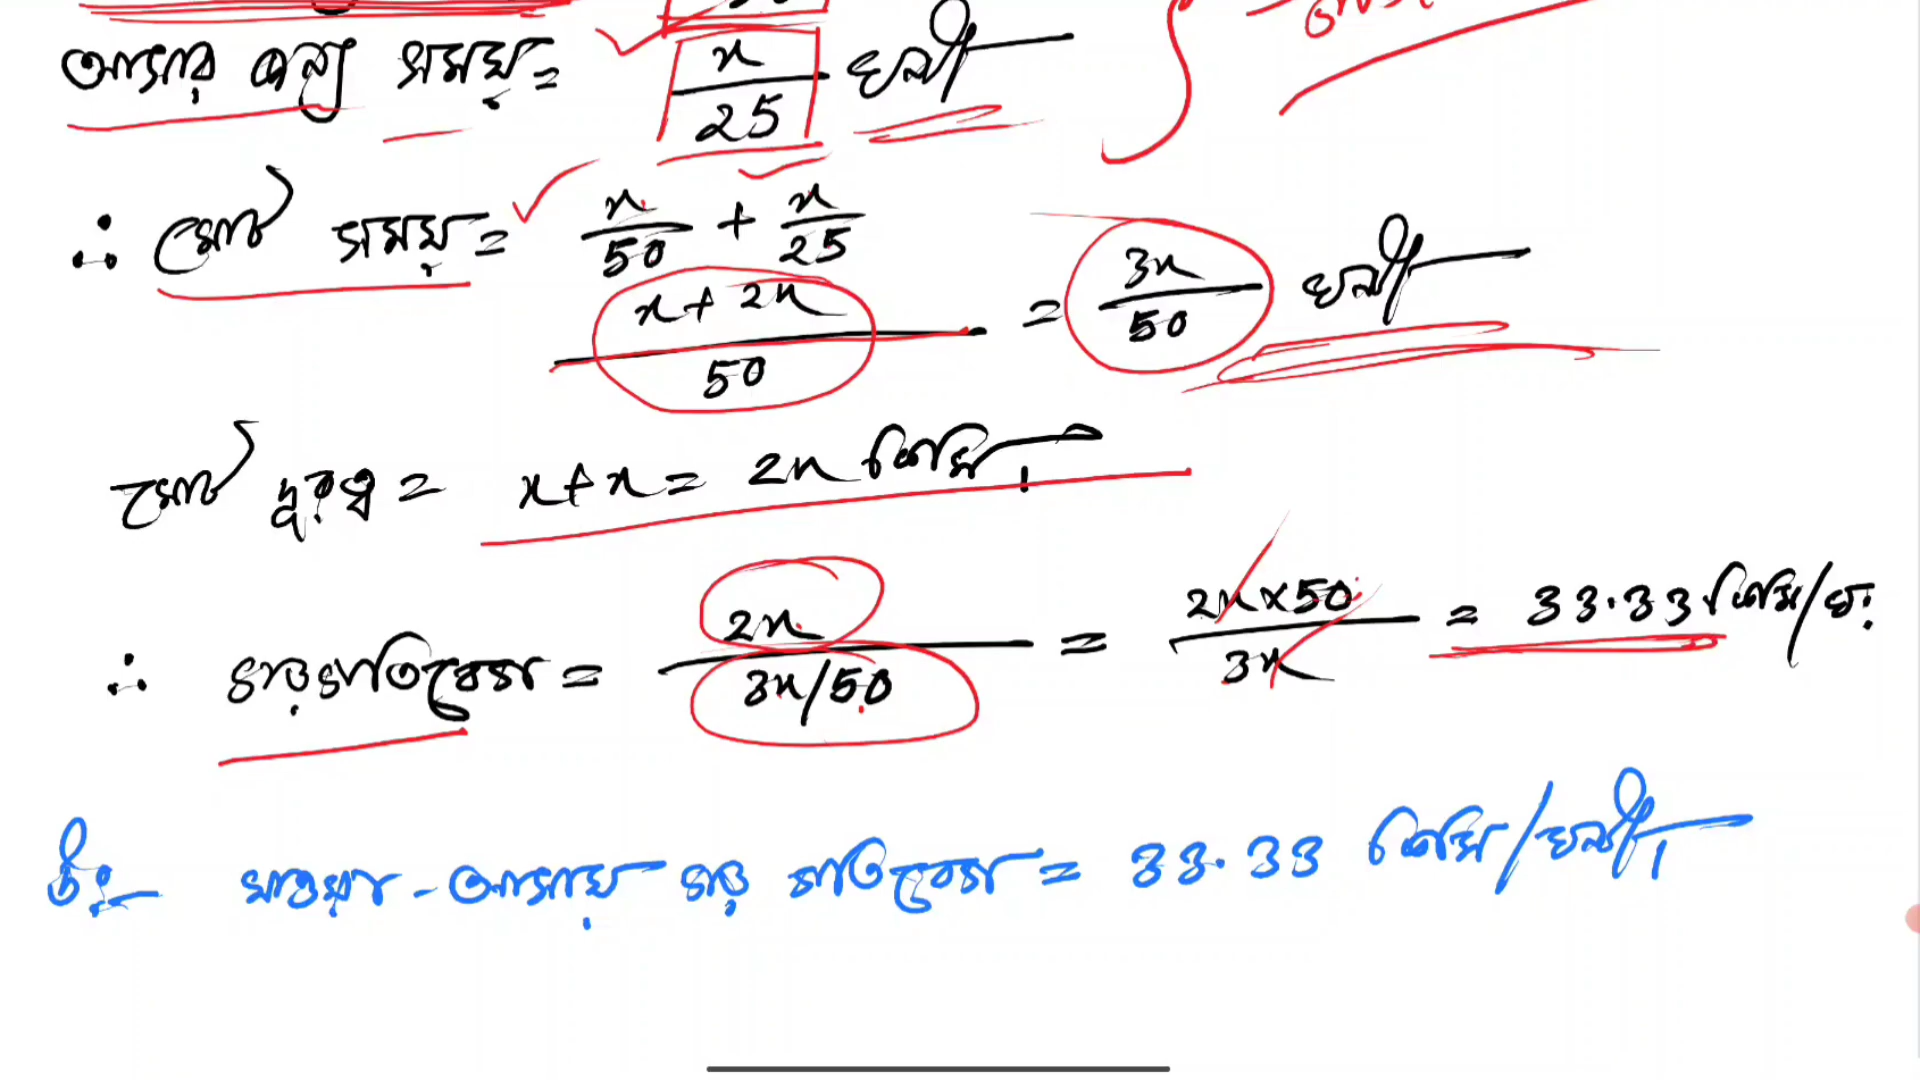 আসার জন্য সময় = x/25 ঘন্টা
∴ মোট সময় = x/50 + x/25
x + 2x / 50 = 3x/50 ঘন্টা
মোট দূরত্ব = x + x = 2x কিমি।
∴ গড়গতিবেগ = 2x / 3x/50 = 2x × 50 / 3x = 33.33 কিমি/ঘঃ
উঃ যাওয়া - আসায় গড় গতিবেগ = 33.33 কিমি/ঘন্টা।